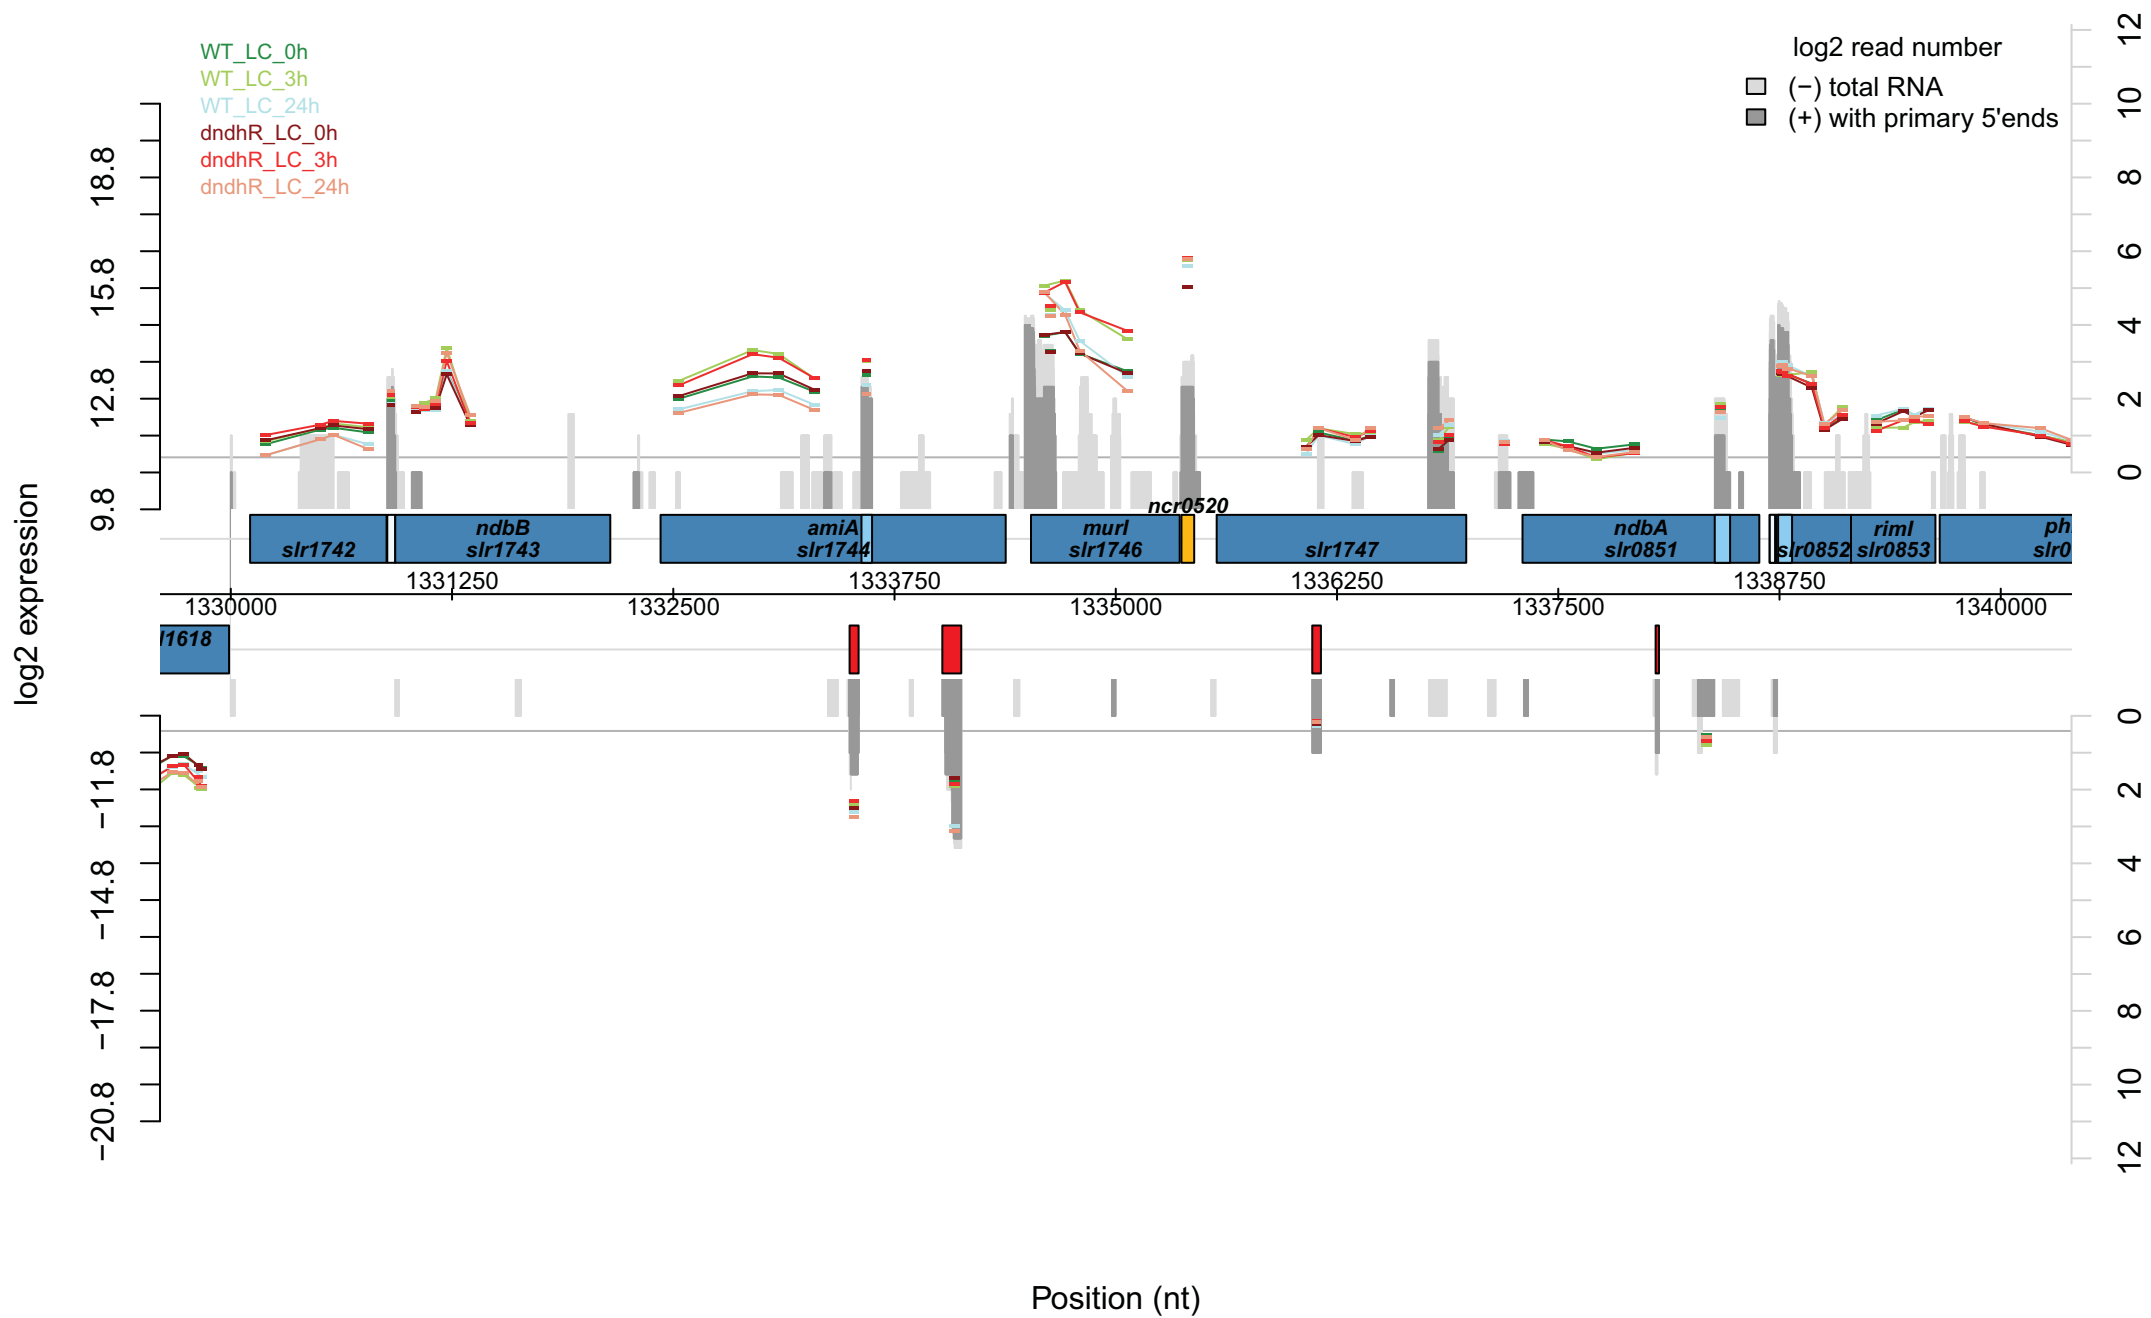 WT_LC_0h
WT_LC_3h
WT_LC_24h
dndhR_LC_0h
dndhR_LC_3h
dndhR_LC_24h
log2 read number
(−) total RNA
(+) with primary 5'ends
log2 expression
18.8
15.8
12.8
9.8
12
10
8
6
4
2
0
ncr0520
ndbB
amiA
murI
ndbA
rimI
ph
slr1742
slr1743
slr1744
slr1746
slr1747
slr0851
slr0852
slr0853
slr0
1331250
1333750
1336250
1338750
1330000
1332500
1335000
1337500
1340000
l1618
−11.8
−14.8
−17.8
−20.8
0
2
4
6
8
10
12
Position (nt)